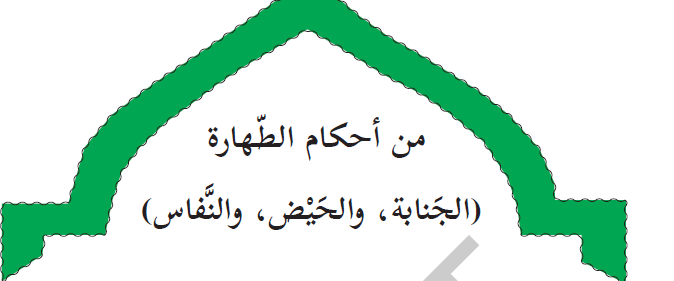 من أحكام الطّهارة
(الجَنابة، والحَيْض، والنَّفاس)